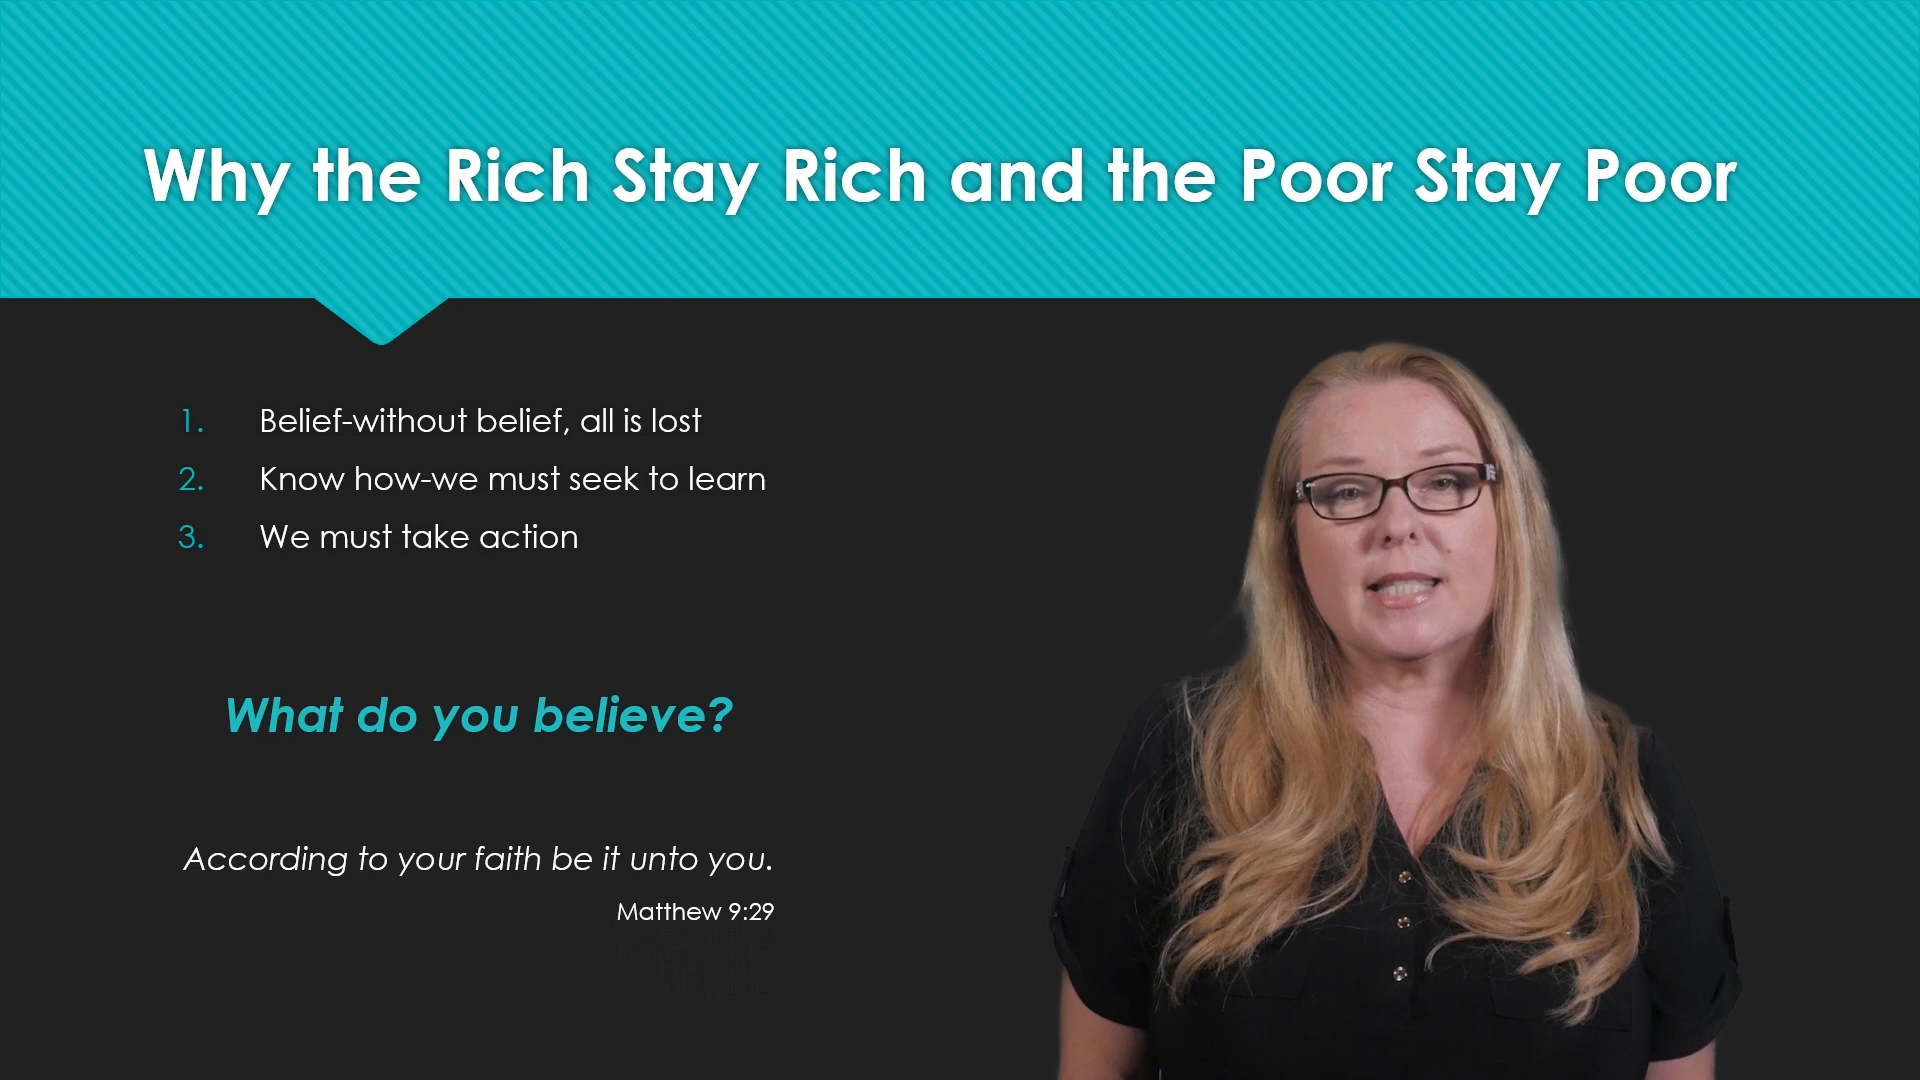 Why the Rich Stay Rich and the Poor Stay Poor
1. Belief-without belief, all is lost
2. Know how-we must seek to learn
3. We must take action
What do you believe?
According to your faith be it unto you.
Matthew 9:29